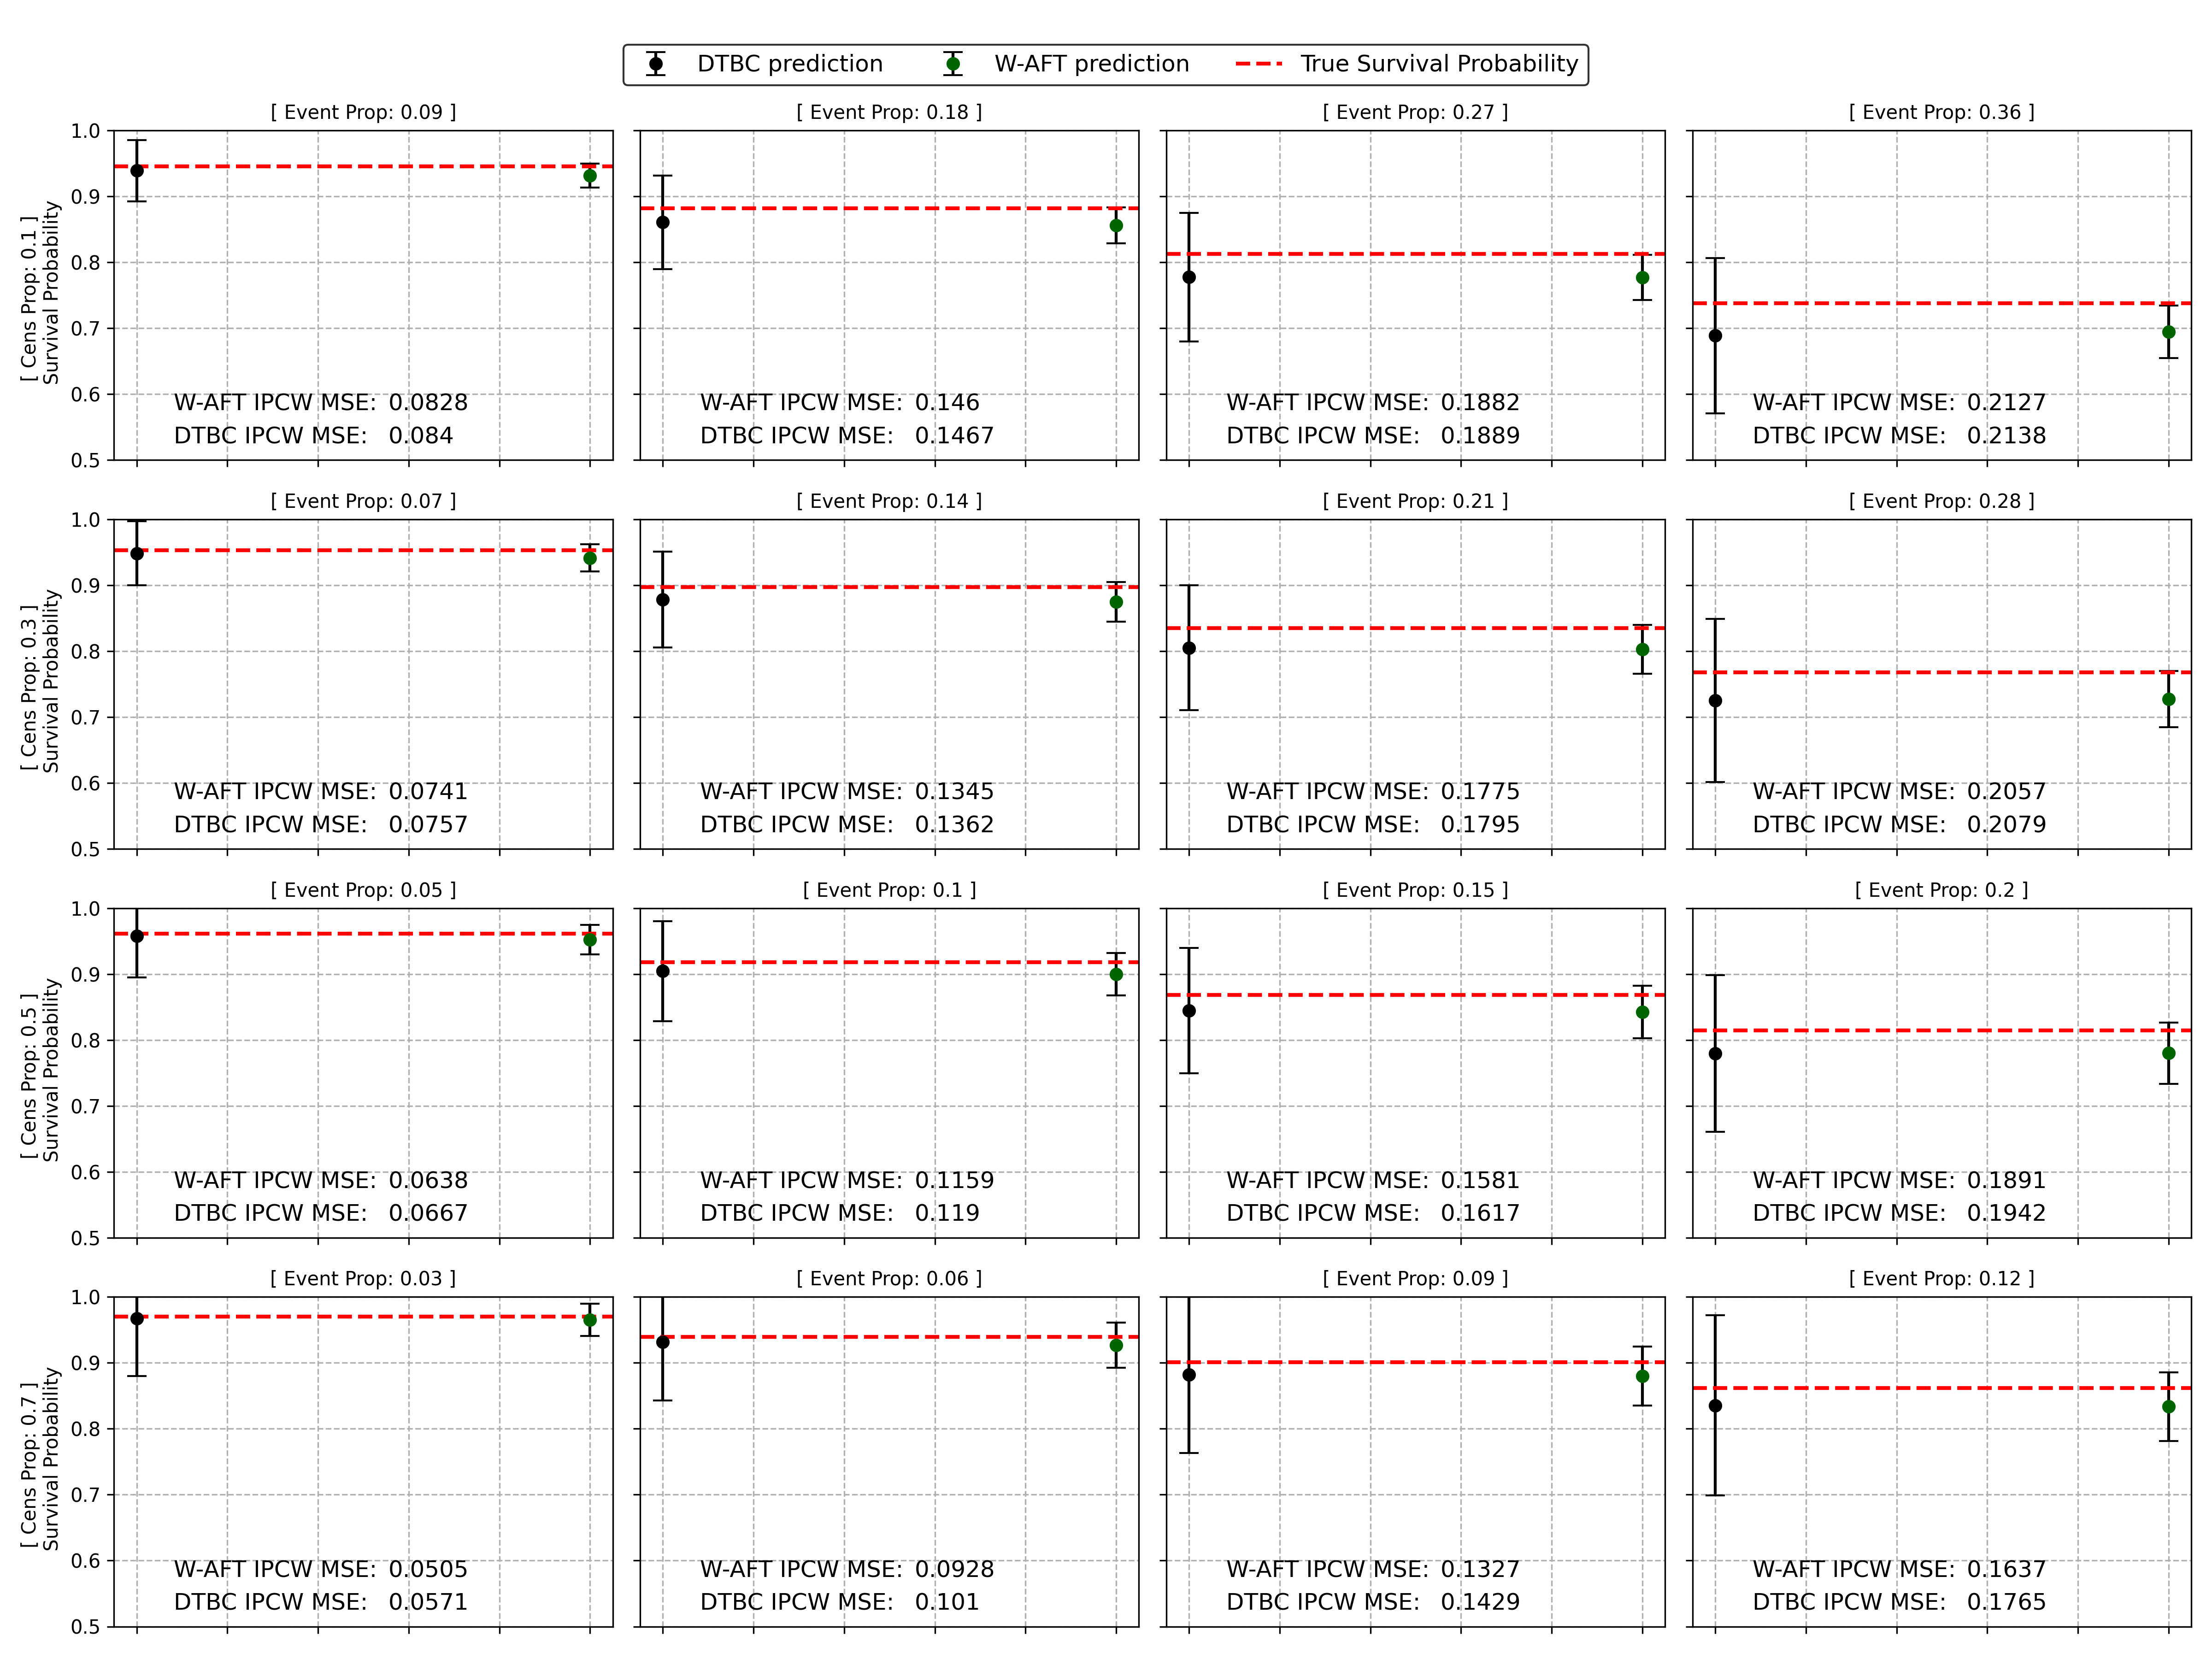 DTBC prediction W-AFT prediction True Survival Probability
[ Event Prop: 0.09 ] [ Event Prop: 0.18 ] [ Event Prop: 0.27 ] [ Event Prop: 0.36 ]
[ Cens Prop: 0.1 ]
Survival Probability
1.0
0.9
0.8
0.7
0.6
0.5
W-AFT IPCW MSE: 0.0828
DTBC IPCW MSE: 0.084
W-AFT IPCW MSE: 0.146
DTBC IPCW MSE: 0.1467
W-AFT IPCW MSE: 0.1882
DTBC IPCW MSE: 0.1889
W-AFT IPCW MSE: 0.2127
DTBC IPCW MSE: 0.2138
[ Event Prop: 0.07 ] [ Event Prop: 0.14 ] [ Event Prop: 0.21 ] [ Event Prop: 0.28 ]
[ Cens Prop: 0.3 ]
Survival Probability
1.0
0.9
0.8
0.7
0.6
0.5
W-AFT IPCW MSE: 0.0741
DTBC IPCW MSE: 0.0757
W-AFT IPCW MSE: 0.1345
DTBC IPCW MSE: 0.1362
W-AFT IPCW MSE: 0.1775
DTBC IPCW MSE: 0.1795
W-AFT IPCW MSE: 0.2057
DTBC IPCW MSE: 0.2079
[ Event Prop: 0.05 ] [ Event Prop: 0.1 ] [ Event Prop: 0.15 ] [ Event Prop: 0.2 ]
[ Cens Prop: 0.5 ]
Survival Probability
1.0
0.9
0.8
0.7
0.6
0.5
W-AFT IPCW MSE: 0.0638
DTBC IPCW MSE: 0.0667
W-AFT IPCW MSE: 0.1159
DTBC IPCW MSE: 0.119
W-AFT IPCW MSE: 0.1581
DTBC IPCW MSE: 0.1617
W-AFT IPCW MSE: 0.1891
DTBC IPCW MSE: 0.1942
[ Event Prop: 0.03 ] [ Event Prop: 0.06 ] [ Event Prop: 0.09 ] [ Event Prop: 0.12 ]
[ Cens Prop: 0.7 ]
Survival Probability
1.0
0.9
0.8
0.7
0.6
0.5
W-AFT IPCW MSE: 0.0505
DTBC IPCW MSE: 0.0571
W-AFT IPCW MSE: 0.0928
DTBC IPCW MSE: 0.101
W-AFT IPCW MSE: 0.1327
DTBC IPCW MSE: 0.1429
W-AFT IPCW MSE: 0.1637
DTBC IPCW MSE: 0.1765